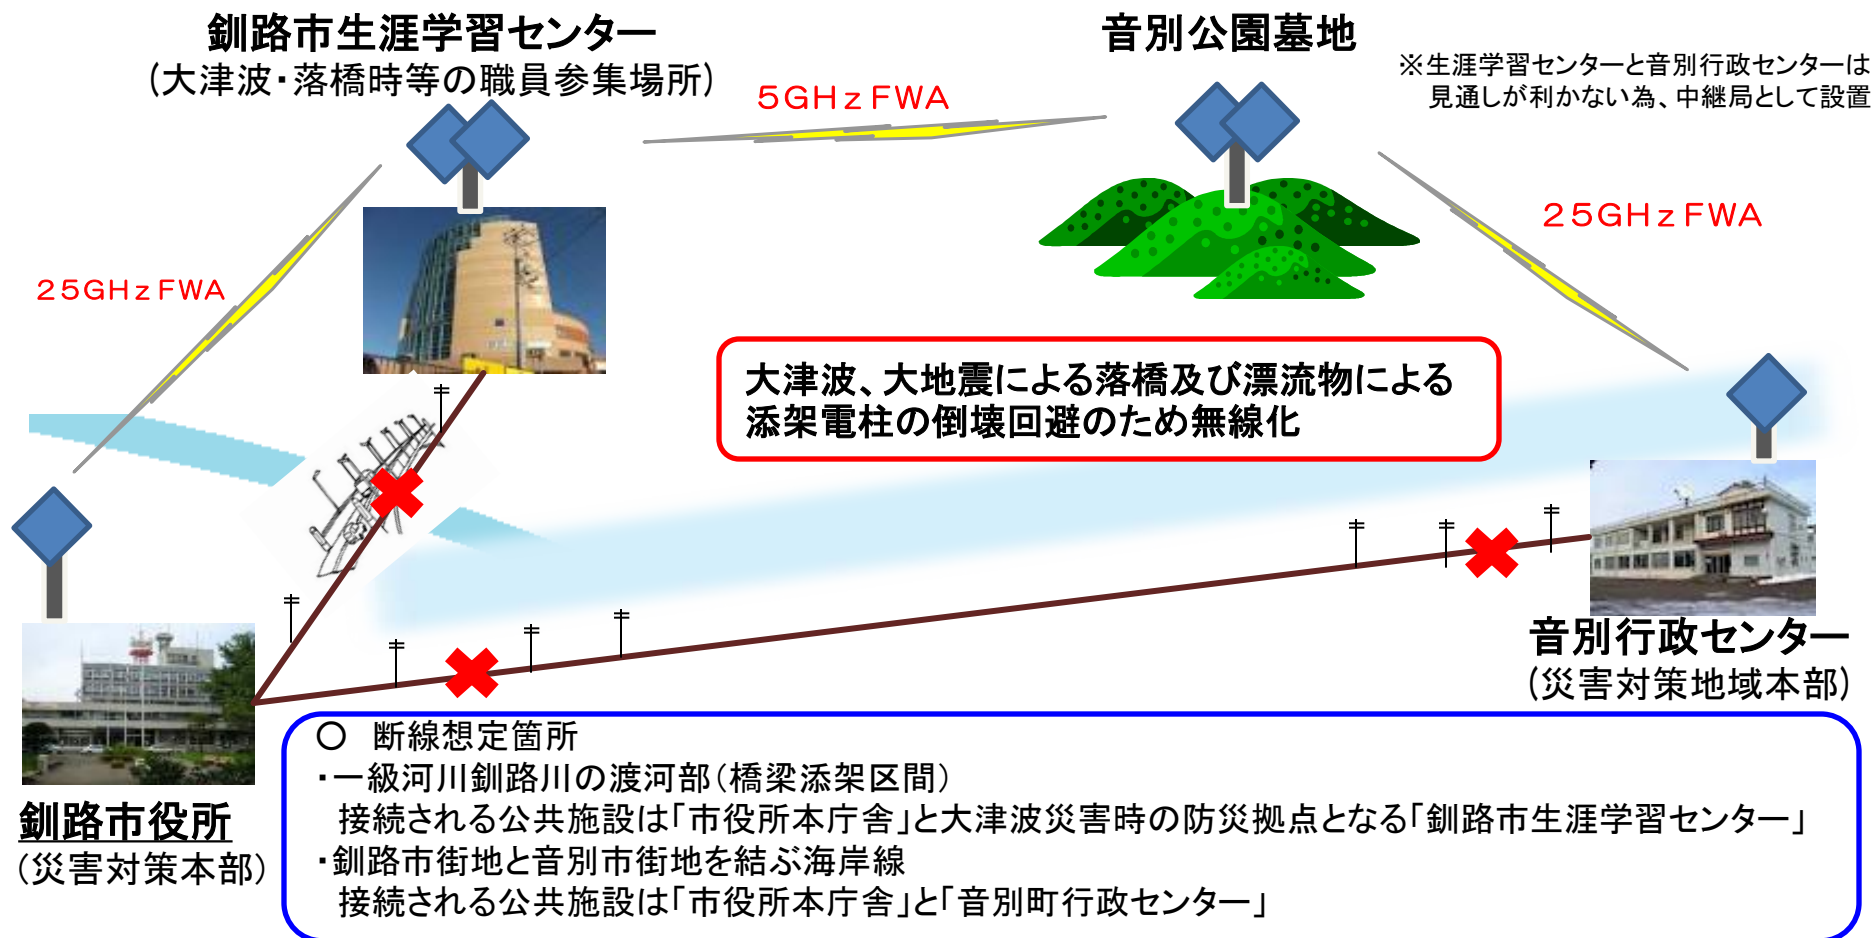 釧路市生涯学習センター
(大津波・落橋時等の職員参集場所)
音別公園墓地
※生涯学習センターと音別行政センターは
見通しが利かない為、中継局として設置
5GHz FWA
25GHz FWA
25GHz FWA
大津波、大地震による落橋及び漂流物による
添架電柱の倒壊回避のため無線化
音別行政センター
(災害対策地域本部)
釧路市役所
(災害対策本部)
○ 断線想定箇所
・一級河川釧路川の渡河部(橋梁添架区間)
接続される公共施設は「市役所本庁舎」と大津波災害時の防災拠点となる「釧路市生涯学習センター」
・釧路市街地と音別市街地を結ぶ海岸線
接続される公共施設は「市役所本庁舎」と「音別町行政センター」